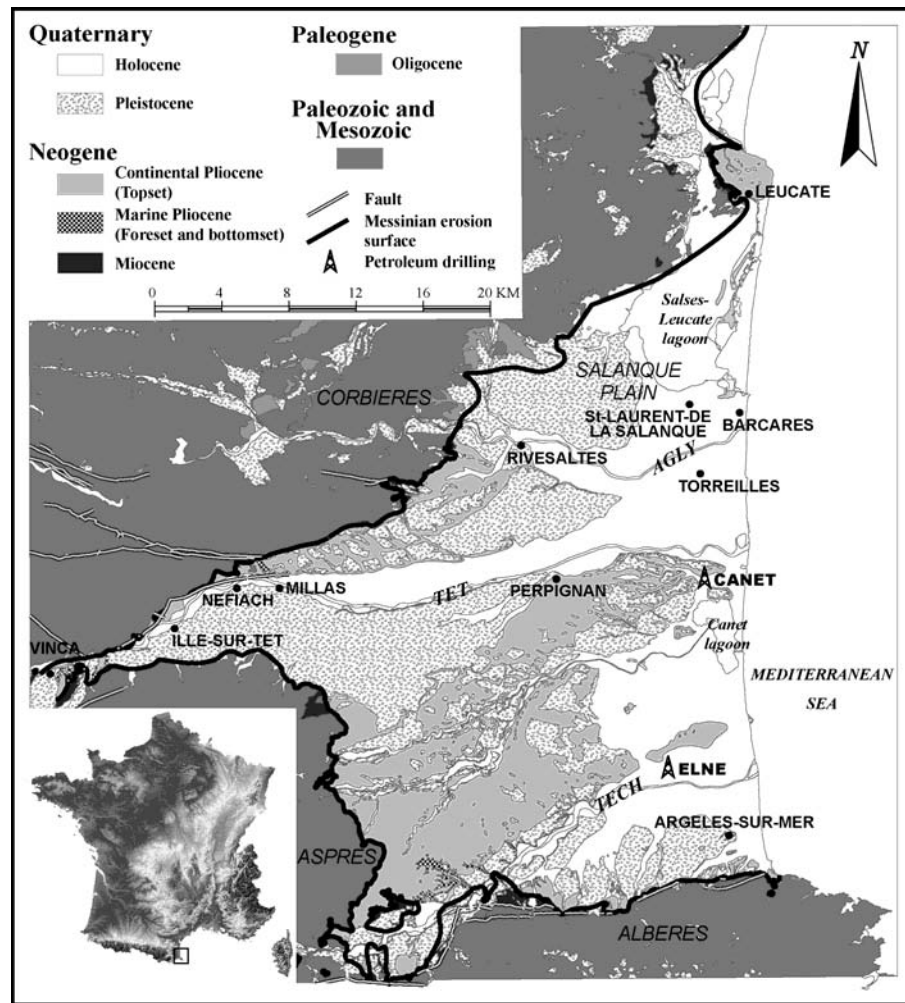 Quaternary
Holocene
Pleistocene
Neogene
Continental Pliocene
(Topset)
Marine Pliocene
(Foreset and bottomset)
Miocene
Paleogene
Oligocene
Paleozoic and
Mesozoic
Fault
Messinian erosion
surface
Petroleum drilling
0 4 8 12 16 20 KM
N
LEUCATE
Salses-
Leucate
lagoon
CORBIERES
SALANQUE
PLAIN
St-LAURENT-DE
LA SALANQUE
BARCARES
RIVESALTES
AGLY
TORREILLES
NEFIACH
MILLAS
TET
PERPIGNAN
CANET
ILLE-SUR-TET
VINCA
Canet
lagoon
MEDITERRANEAN
SEA
ELNE
TECH
ARGELES-SUR-MER
ASPRES
ALBERES